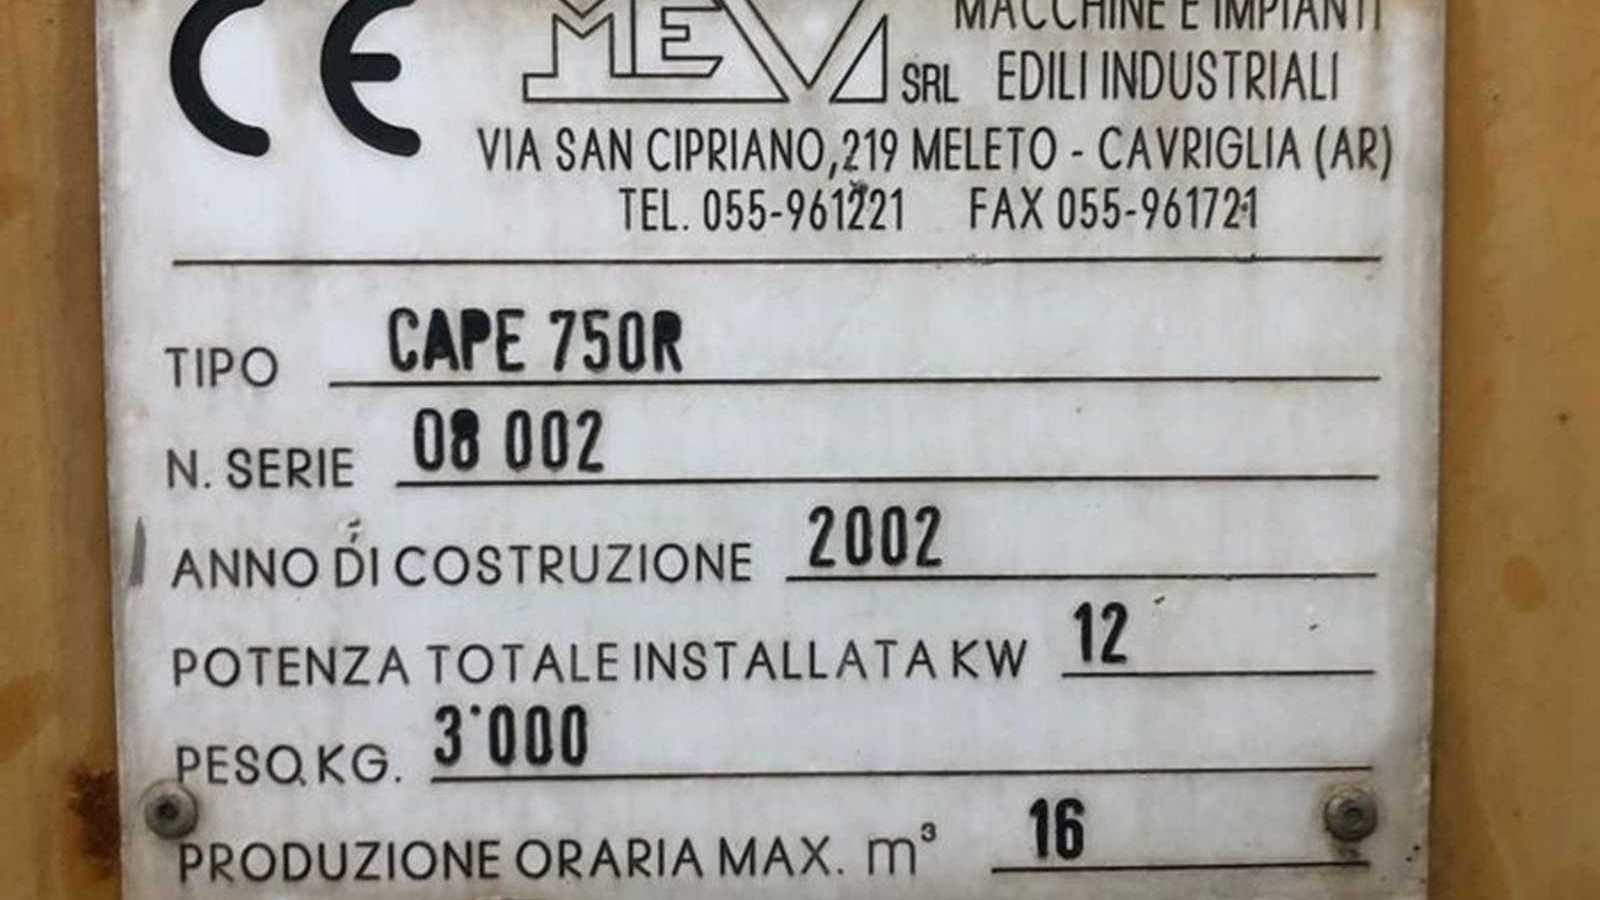 CE MEV SRL MACCHINE E IMPIANTI
EDILI INDUSTRIALI
VIA SAN CIPRIANO,219 MELETO - CAVRIGLIA (AR)
TEL. 055-961221 FAX 055-961721
TIPO CAPE 750R
N. SERIE 08 002
ANNO DI COSTRUZIONE 2002
POTENZA TOTALE INSTALLATA KW 12
PESO KG. 3˙000
PRODUZIONE ORARIA MAX. m³ 16